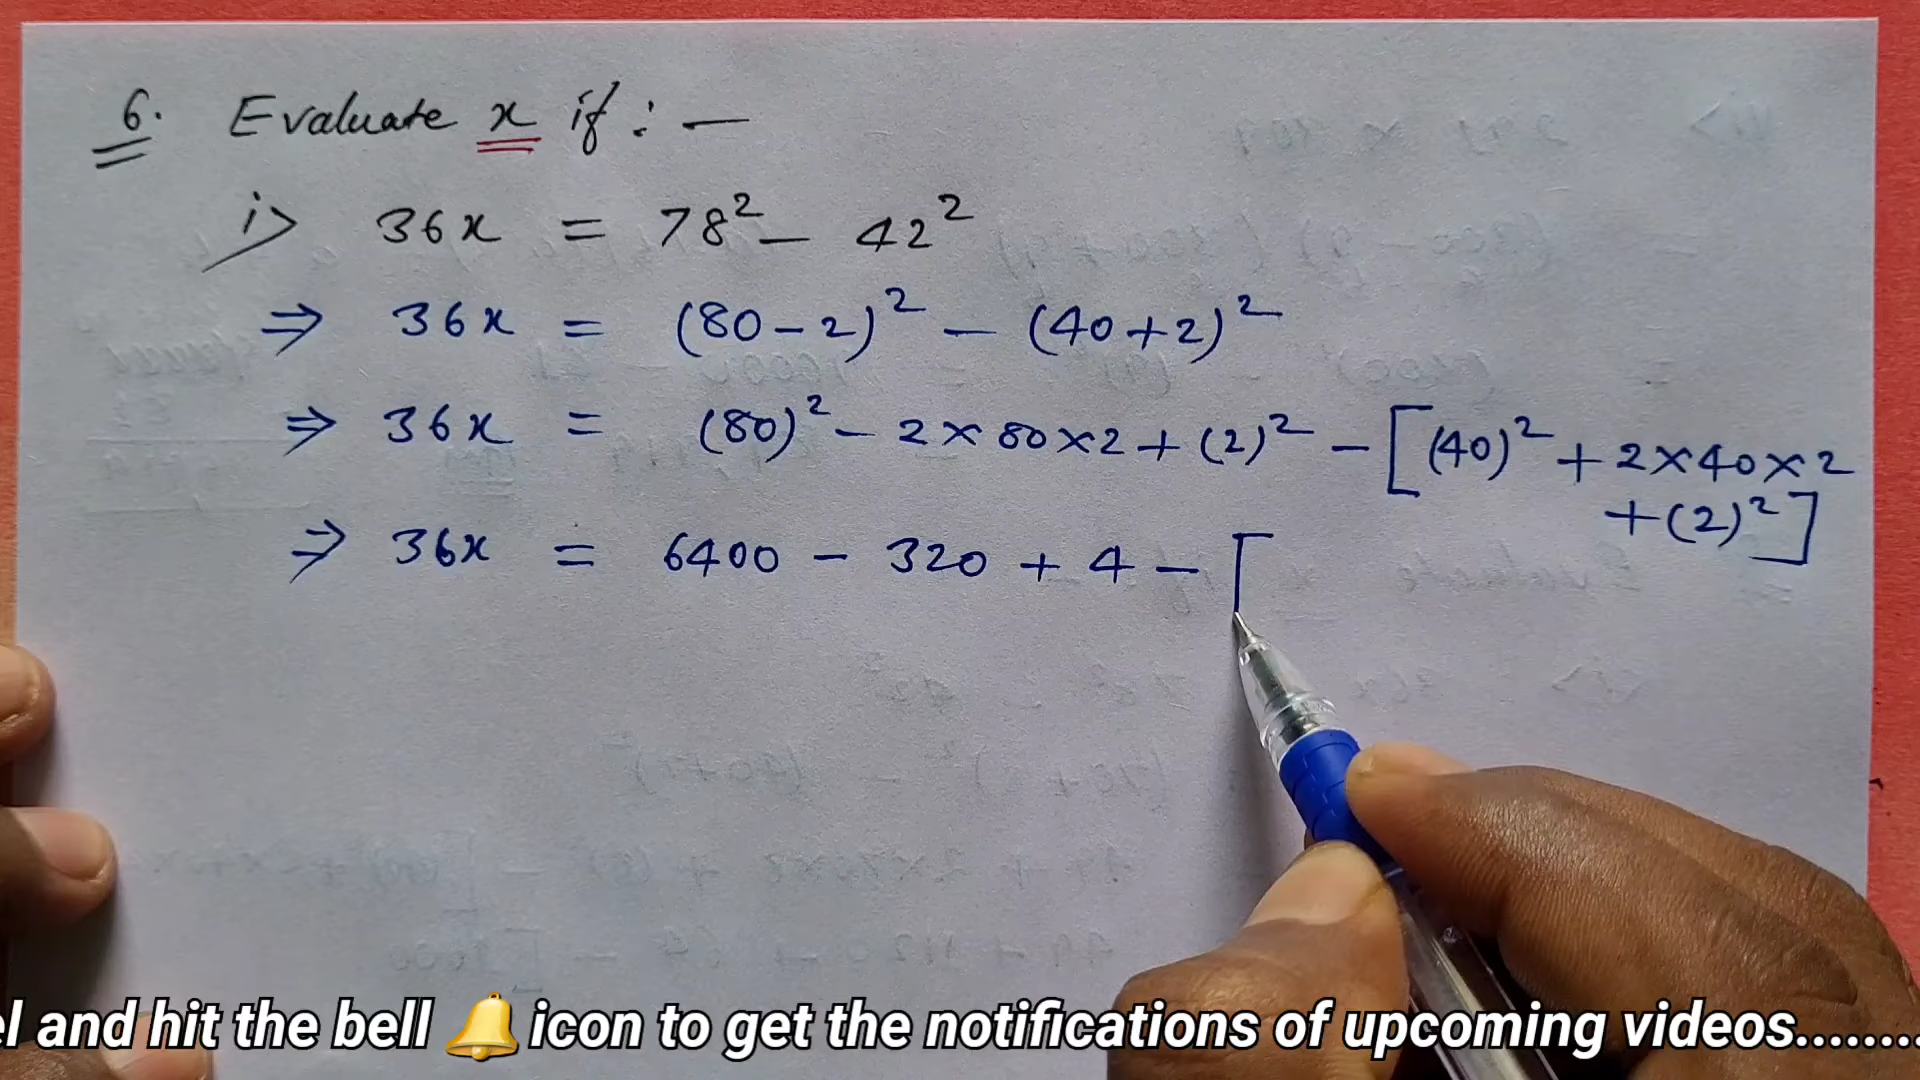 6. Evaluate x if : —
i> 36x = 78² — 42²
⇒ 36x = (80 - 2)² — (40 + 2)²
⇒ 36x = (80)² - 2 × 80 × 2 + (2)² - [(40)² + 2 × 40 × 2
+ (2)²]
⇒ 36x = 6400 - 320 + 4 - [
and hit the bell 🔔 icon to get the notifications of upcoming videos........